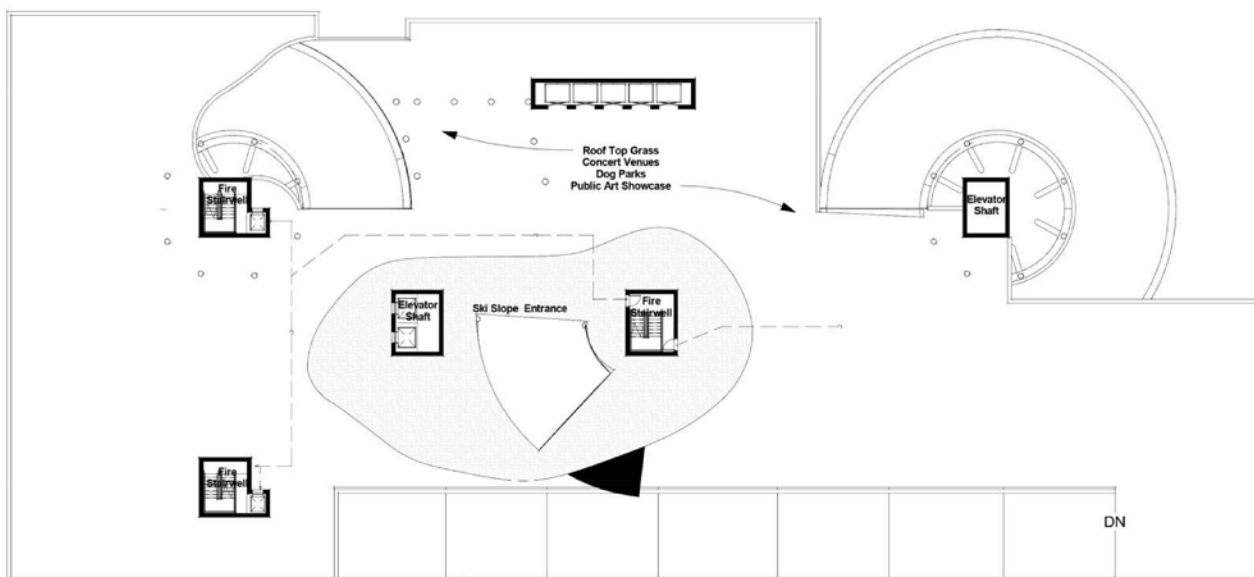 Roof Top Grass
Concert Venues
Dog Parks
Public Art Showcase
Fire
Stairwell
Elevator
Shaft
Elevator
Shaft
Ski Slope Entrance
Fire
Stairwell
Fire
Stairwell
DN